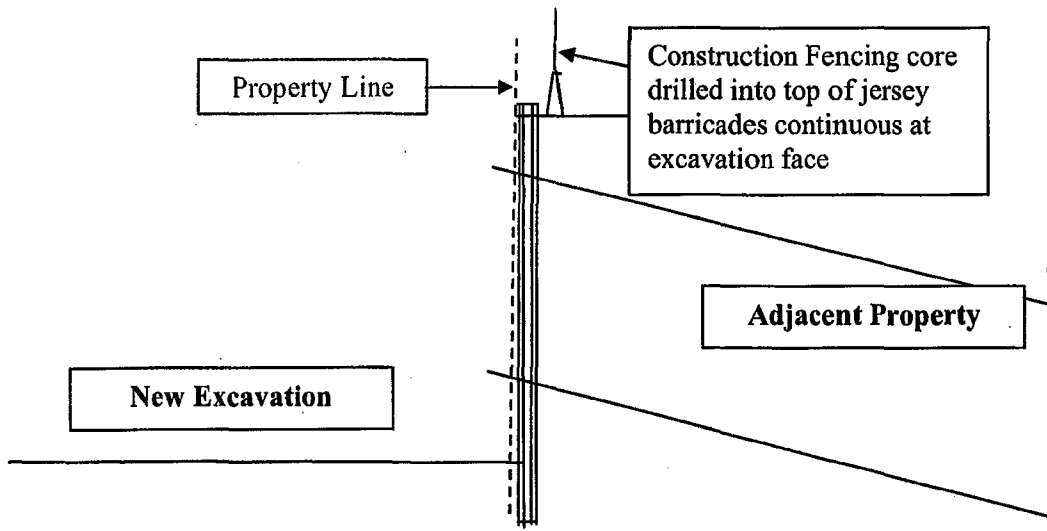 Property Line
Construction Fencing core
drilled into top of jersey
barricades continuous at
excavation face
Adjacent Property
New Excavation